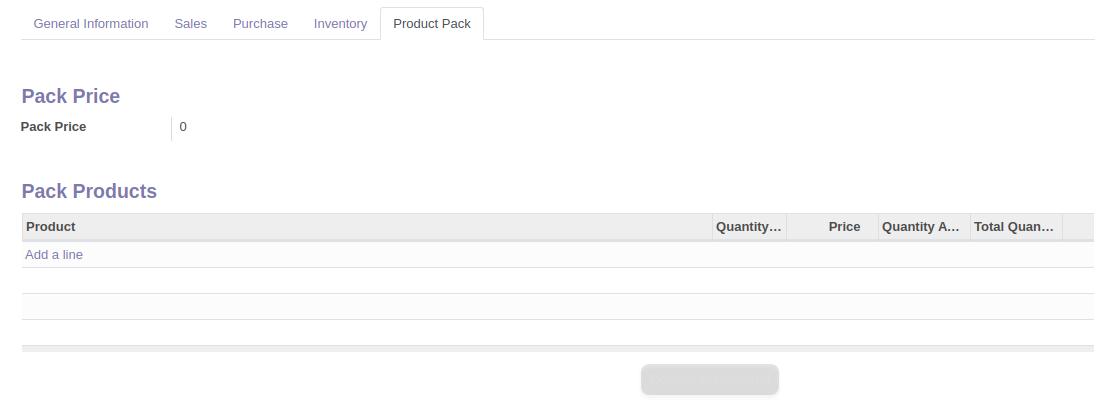 General Information Sales Purchase Inventory Product Pack
Pack Price
Pack Price 0
Pack Products
Product Quantity... Price Quantity A... Total Quan...
Add a line